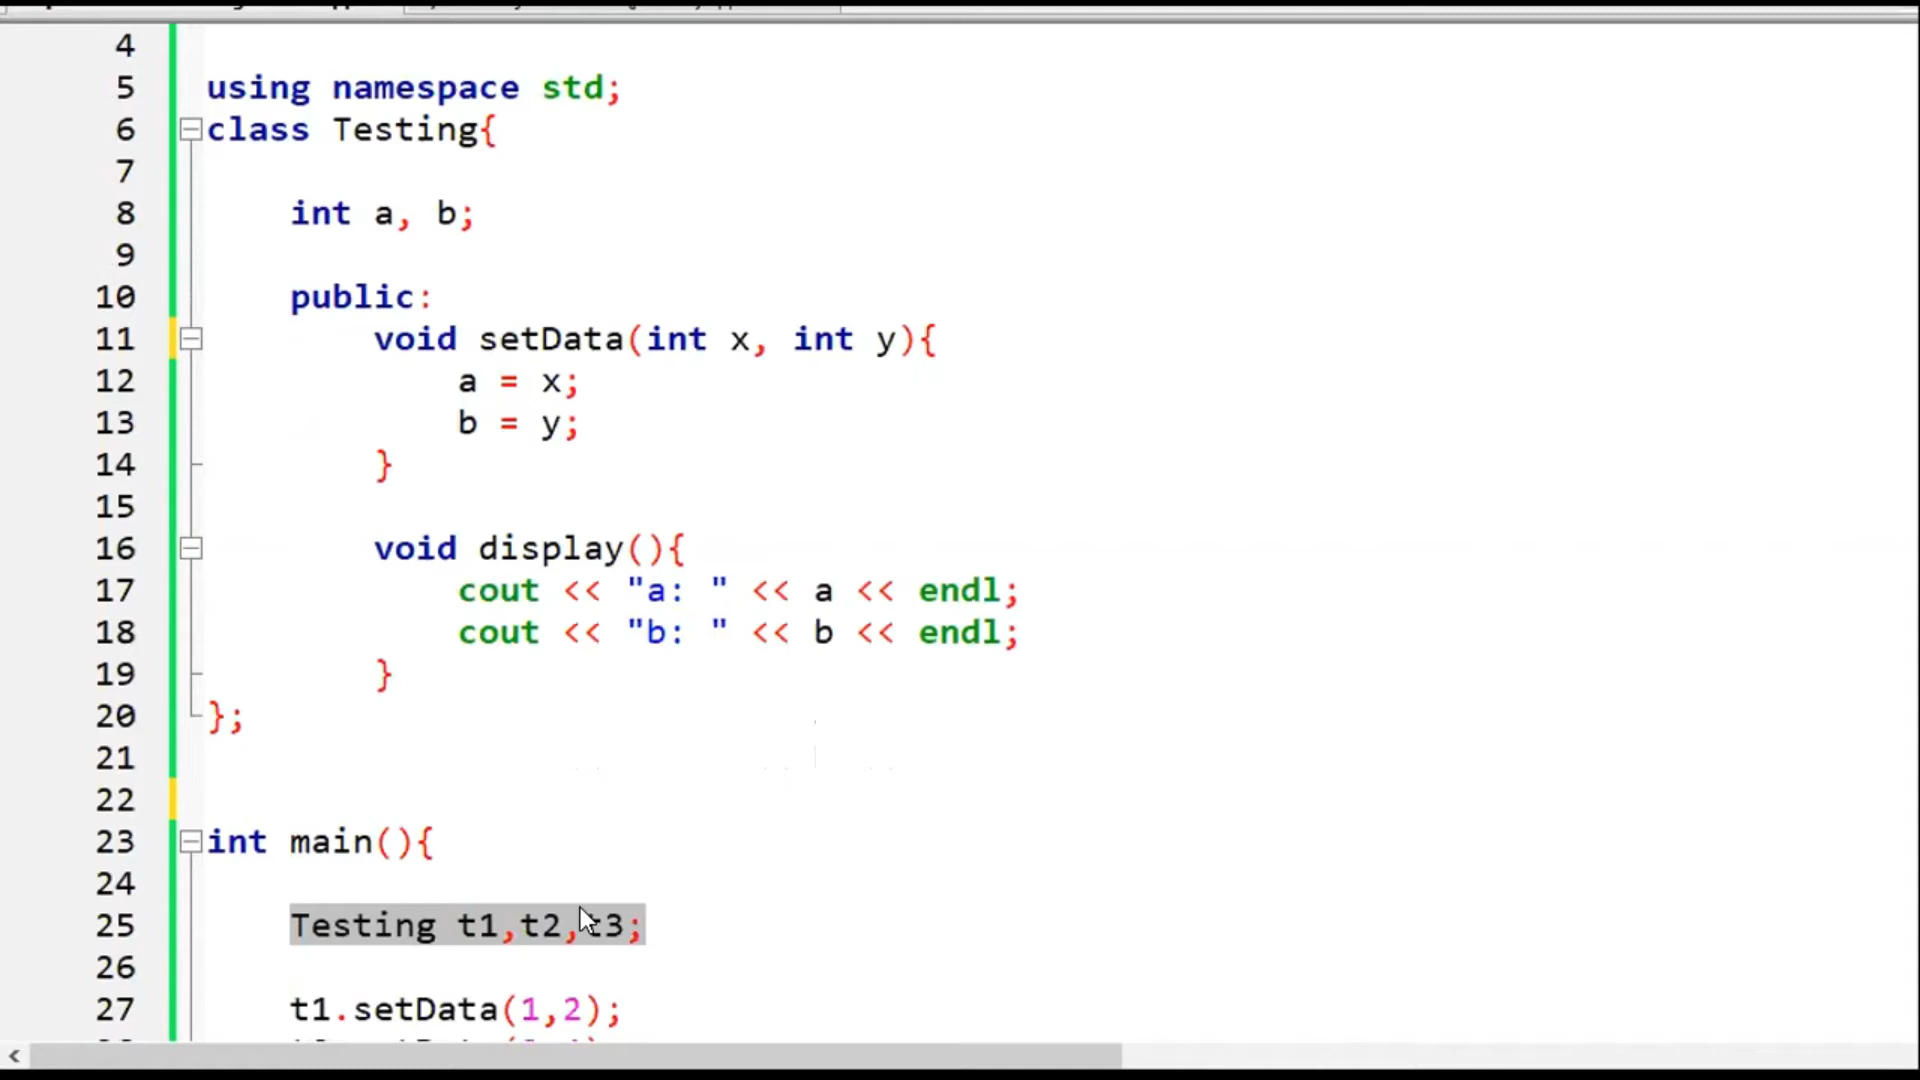 4
5 using namespace std;
6 class Testing{
7
8 int a, b;
9
10 public:
11 void setData(int x, int y){
12 a = x;
13 b = y;
14 }
15
16 void display(){
17 cout << "a: " << a << endl;
18 cout << "b: " << b << endl;
19 }
20 };
21
22
23 int main(){
24
25 Testing t1,t2,t3;
26
27 t1.setData(1,2);